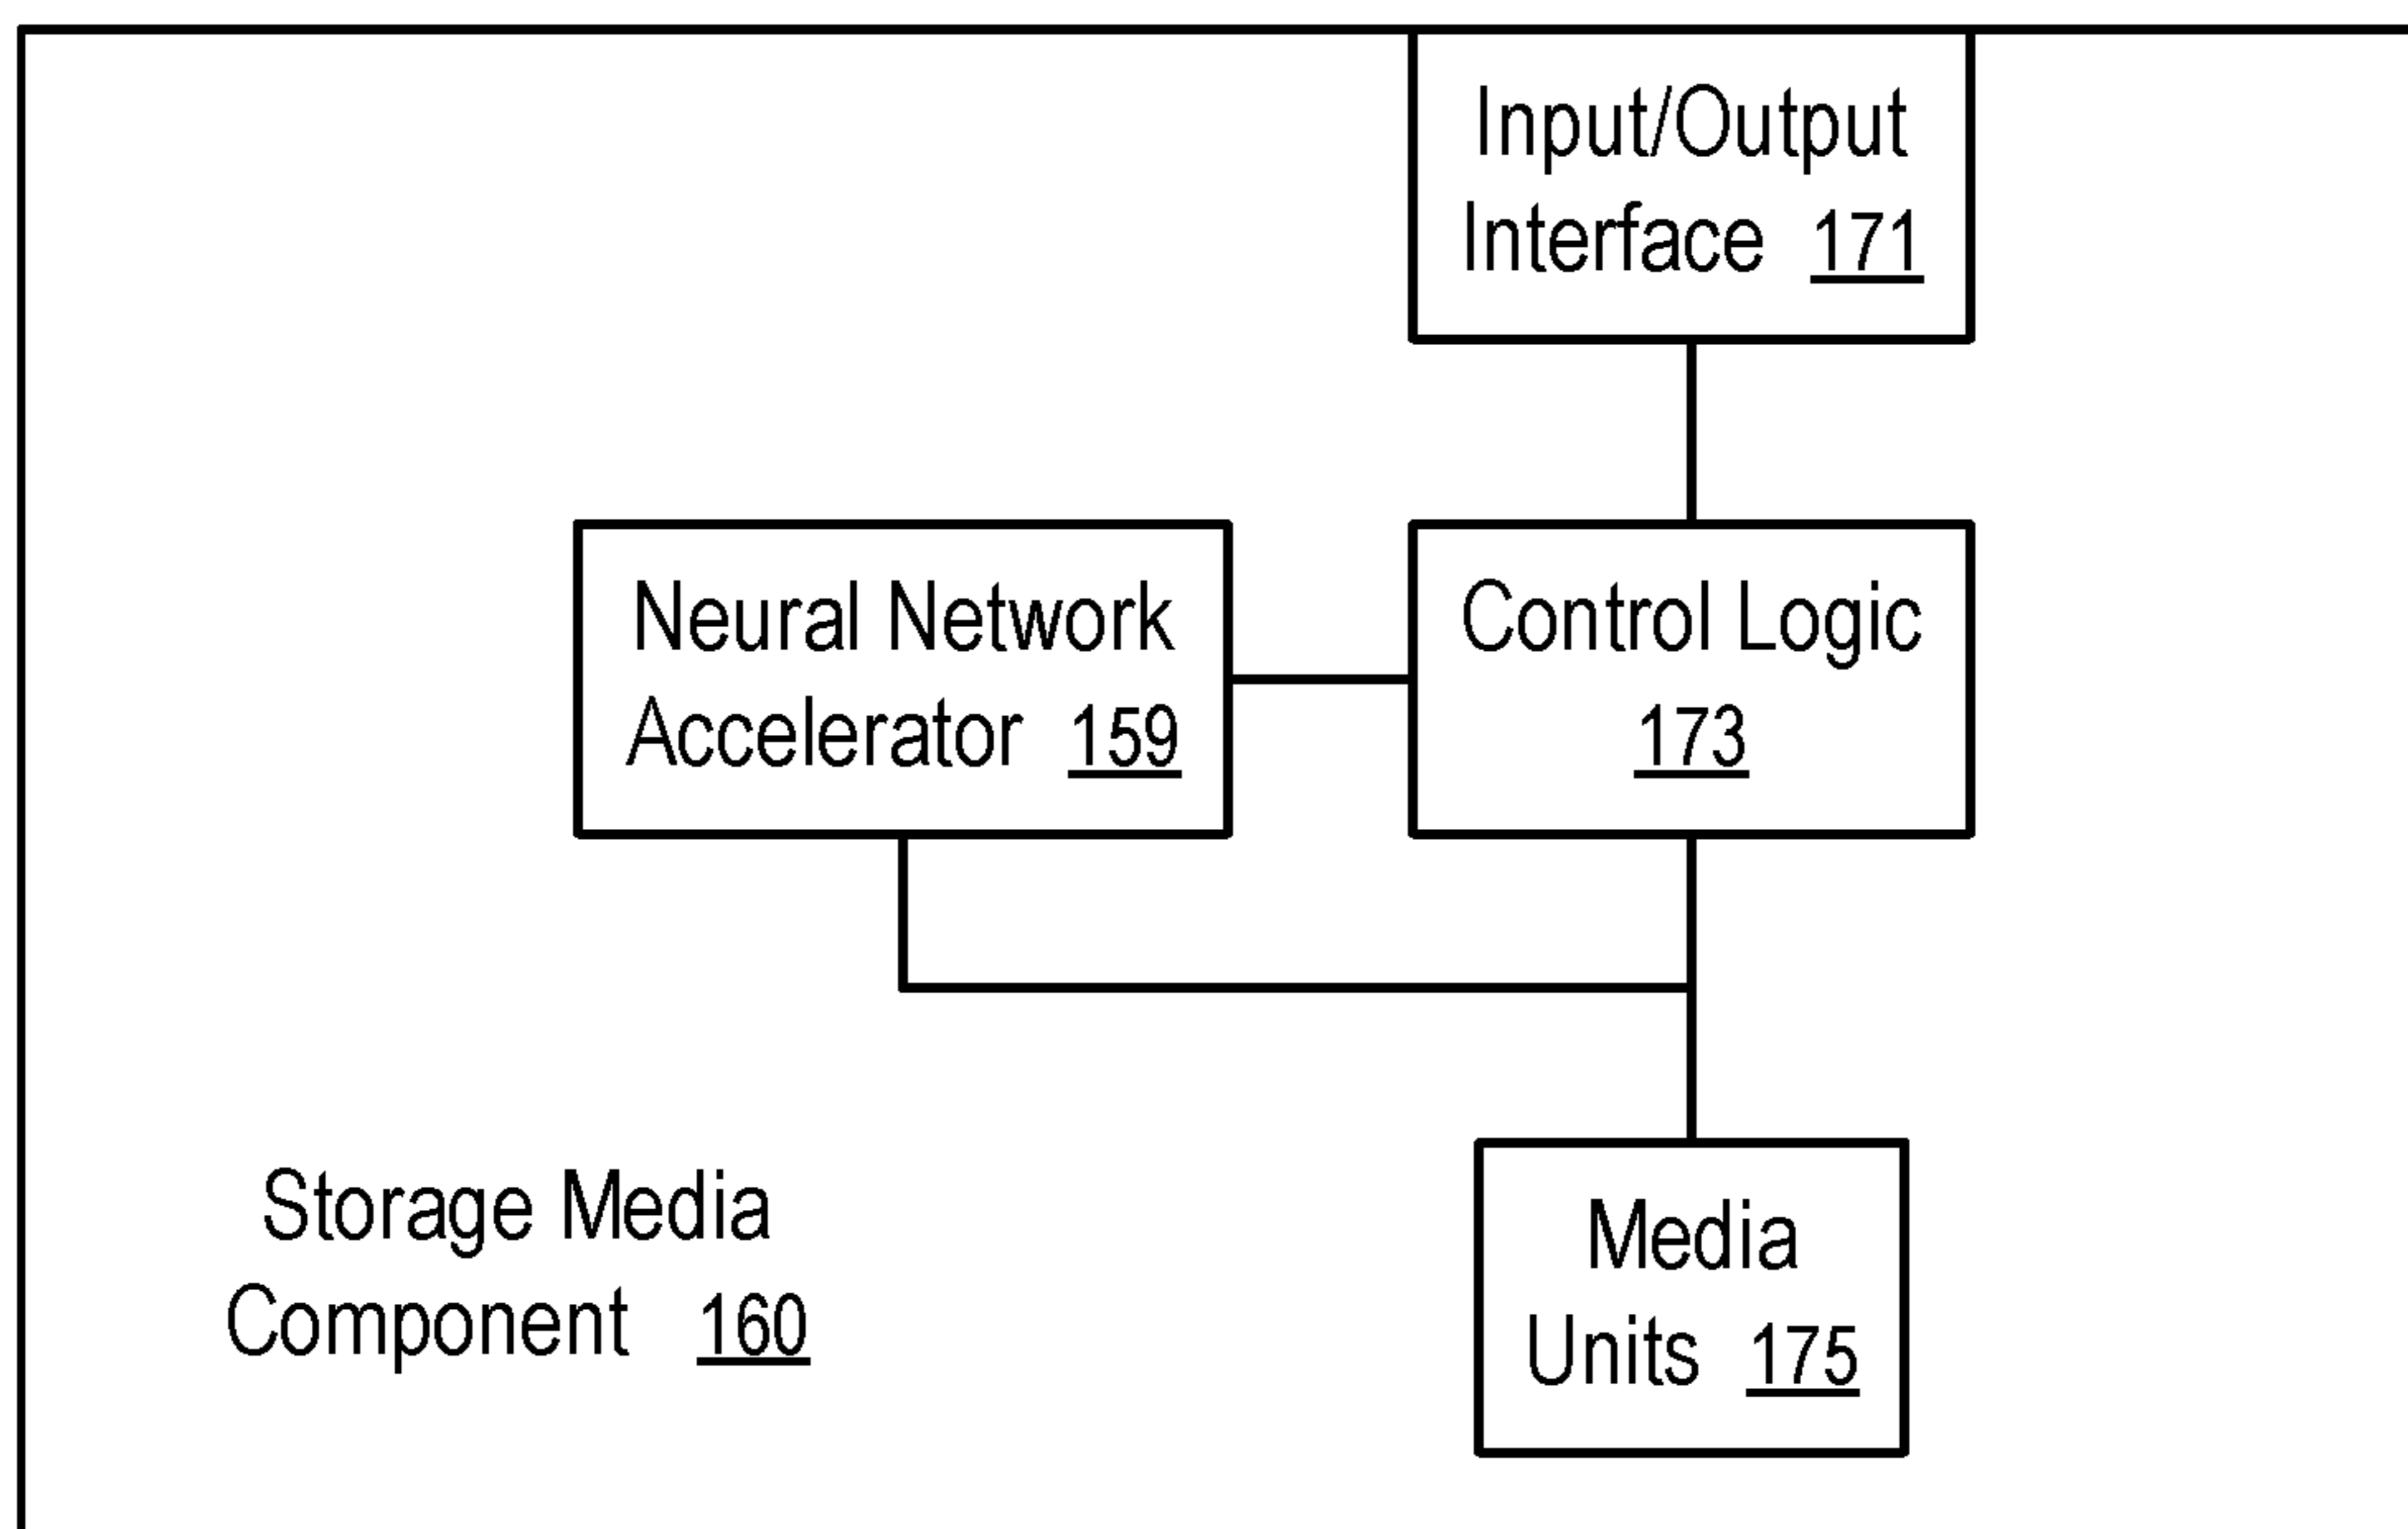 Input/Output
Interface 171
Neural Network
Accelerator 159
Control Logic
173
Storage Media
Component 160
Media
Units 175